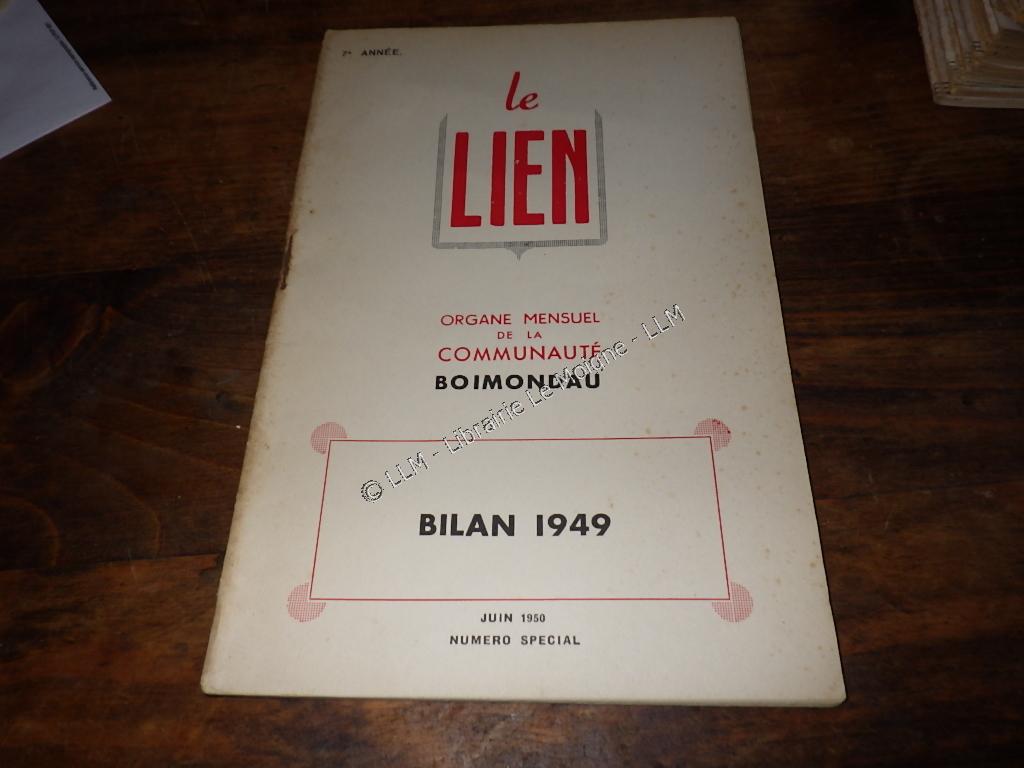 7e ANNÉE.
le
LIEN
ORGANE MENSUEL
DE LA
COMMUNAUTÉ
BOIMONDAU
© LLM - Librairie Le Moigne - LLM
BILAN 1949
JUIN 1950
NUMERO SPECIAL